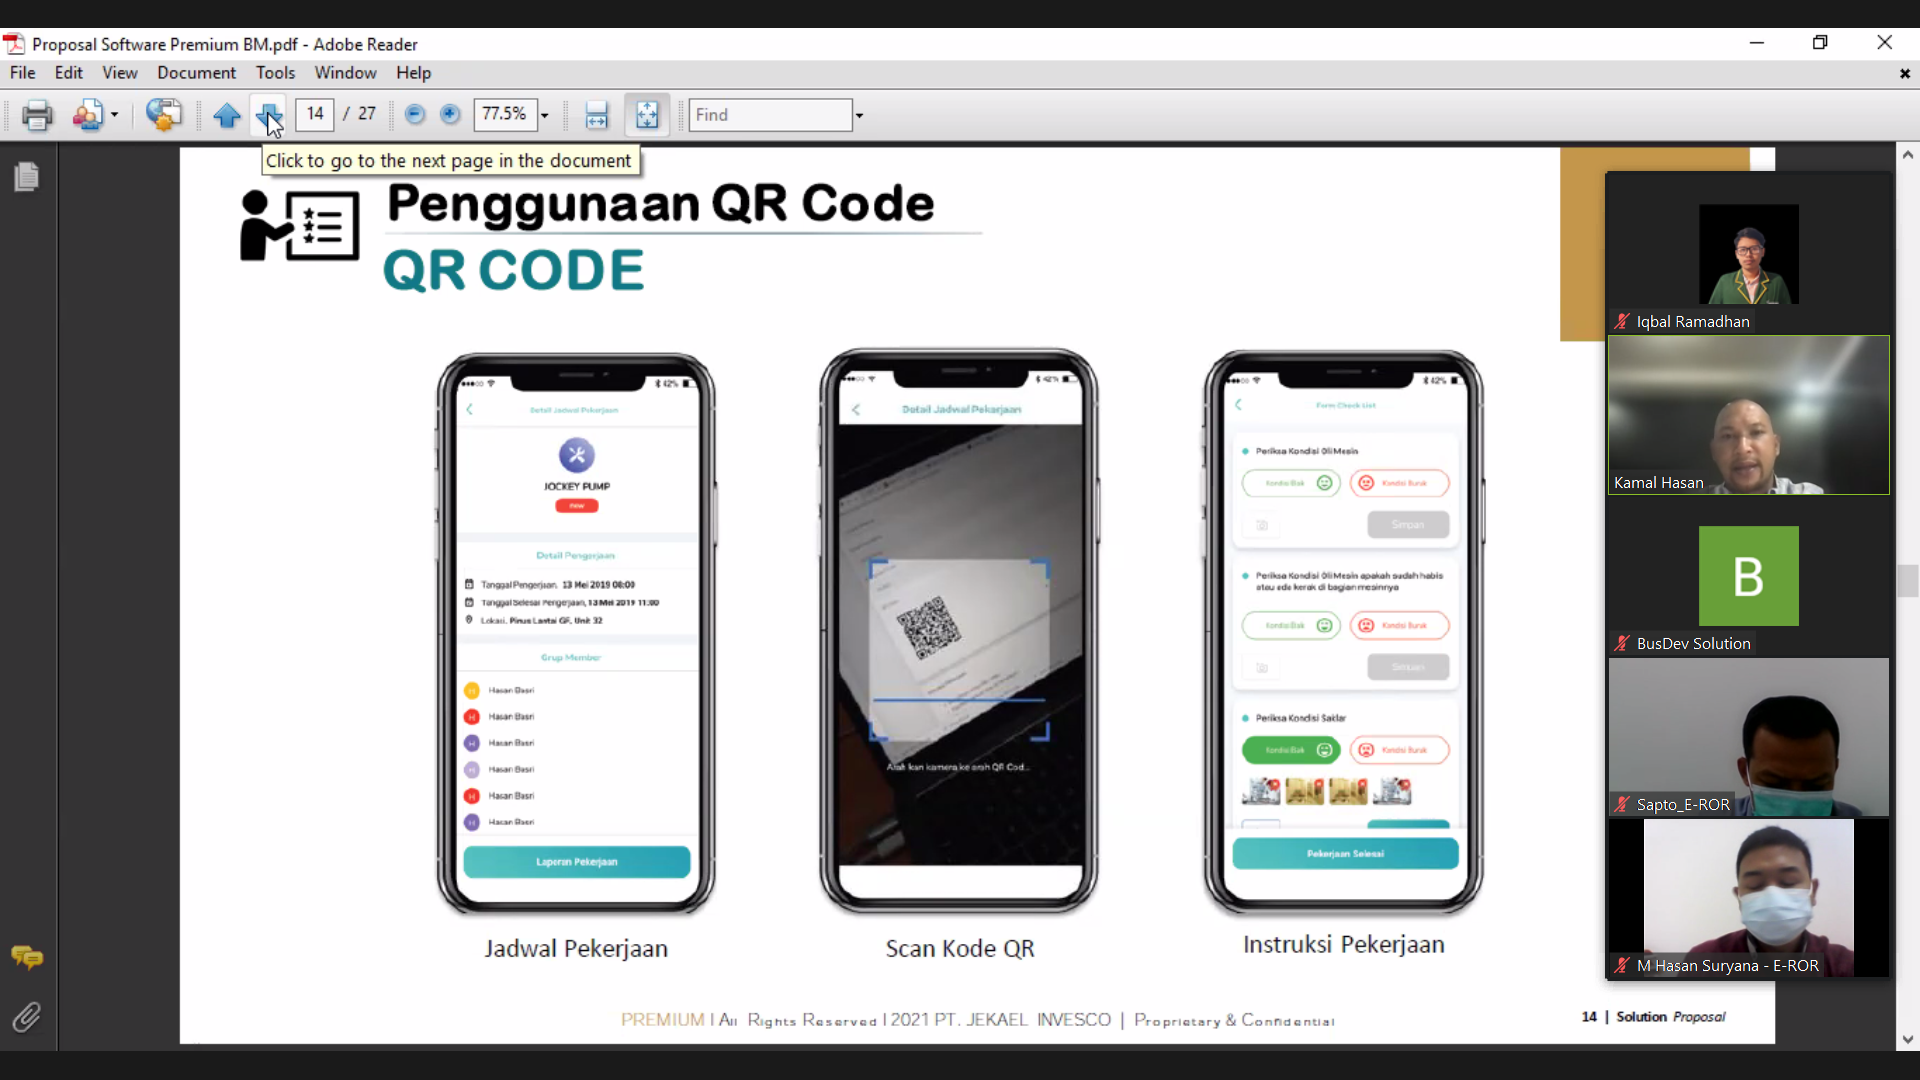 Proposal Software Premium BM.pdf - Adobe Reader
File Edit View Document Tools Window Help
14 / 27 77.5% Find
Click to go to the next page in the document
Penggunaan QR Code
QR CODE
Detail Jadwal Pekerjaan
JOCKEY PUMP
new
Detail Pengerjaan
Tanggal Pengerjaan, 13 Mei 2019 08:00
Tanggal Selesai Pengerjaan, 13 Mei 2019 11:00
Lokasi, Pinus Lantai GF, Unit 32
Grup Member
H Hasan Basri
H Hasan Basri
H Hasan Basri
H Hasan Basri
H Hasan Basri
H Hasan Basri
Laporan Pekerjaan
Jadwal Pekerjaan
42%
Detail Jadwal Pekerjaan
Arah kan kamera ke arah QR Cod...
Scan Kode QR
42%
Form Check List
Periksa Kondisi Oli Mesin
Kondisi Baik Kondisi Buruk
Simpan
Periksa Kondisi Oli Mesin apakah sudah habis
atau ada kerak di bagian mesinnya
Kondisi Baik Kondisi Buruk
Simpan
Periksa Kondisi Saklar
Kondisi Baik Kondisi Buruk
Pekerjaan Selesai
Instruksi Pekerjaan
PREMIUM | All Rights Reserved | 2021 PT. JEKAEL INVESCO | Proprietary & Confidential
14 | Solution Proposal
Iqbal Ramadhan
Kamal Hasan
B
BusDev Solution
Sapto_E-ROR
M Hasan Suryana - E-ROR